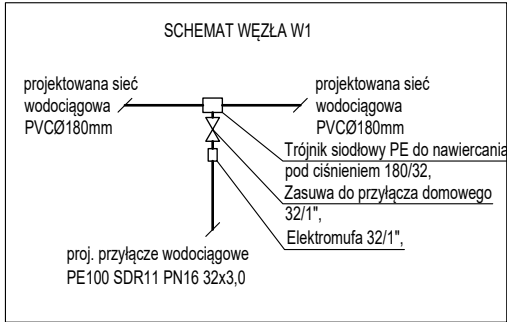 SCHEMAT WĘZŁA W1
projektowana sieć
wodociągowa
PVCØ180mm
projektowana sieć
wodociągowa
PVCØ180mm
Trójnik siodłowy PE do nawiercania
pod ciśnieniem 180/32,
Zasuwa do przyłącza domowego
32/1",
Elektromufa 32/1",
proj. przyłącze wodociągowe
PE100 SDR11 PN16 32x3,0